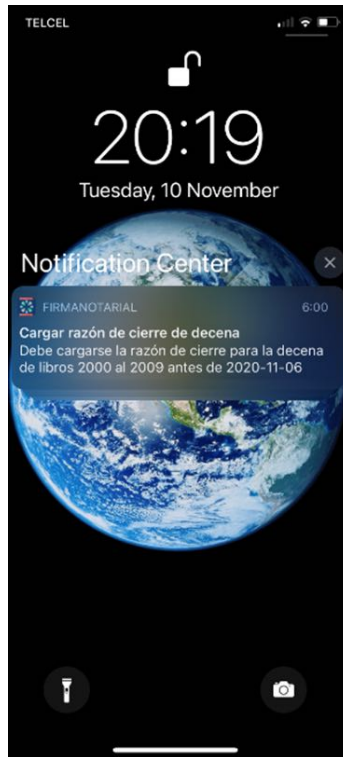 TELCEL
20:19
Tuesday, 10 November
Notification Center
FIRMANOTARIAL 6:00
Cargar razón de cierre de decena
Debe cargarse la razón de cierre para la decena
de libros 2000 al 2009 antes de 2020-11-06